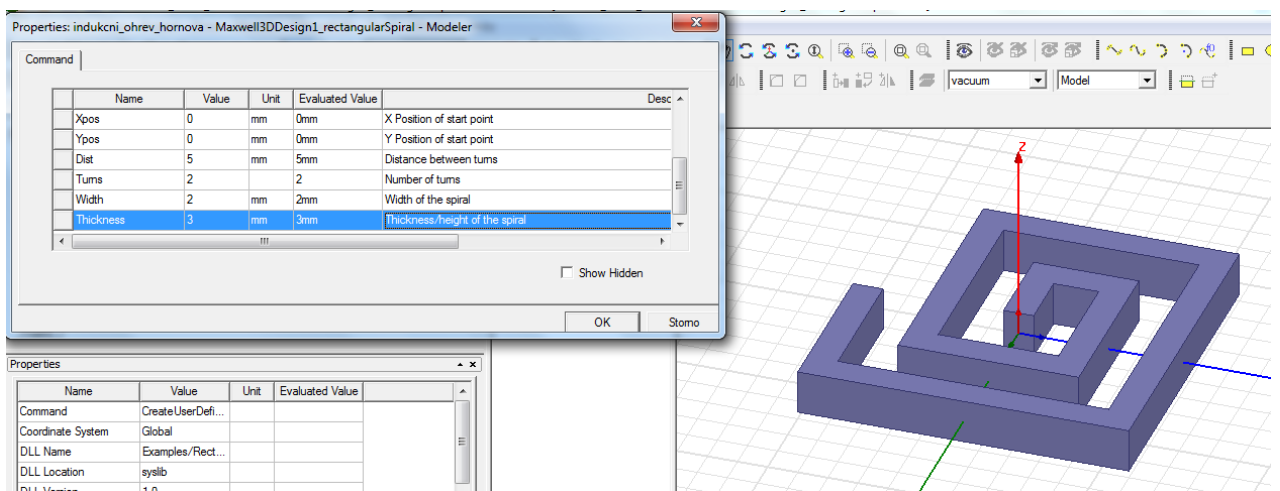 Properties: indukcni_ohrev_hornova - Maxwell3DDesign1_rectangularSpiral - Modeler
Command
Name Value Unit Evaluated Value Desc
Xpos 0 mm 0mm X Position of start point
Ypos 0 mm 0mm Y Position of start point
Dist 5 mm 5mm Distance between turns
Turns 2 2 Number of turns
Width 2 mm 2mm Width of the spiral
Thickness 3 mm 3mm Thickness/height of the spiral
Show Hidden
OK Storno
vacuum Model
Z
Properties
Name Value Unit Evaluated Value
Command CreateUserDefi...
Coordinate System Global
DLL Name Examples/Rect...
DLL Location syslib
DLL Version 1.0